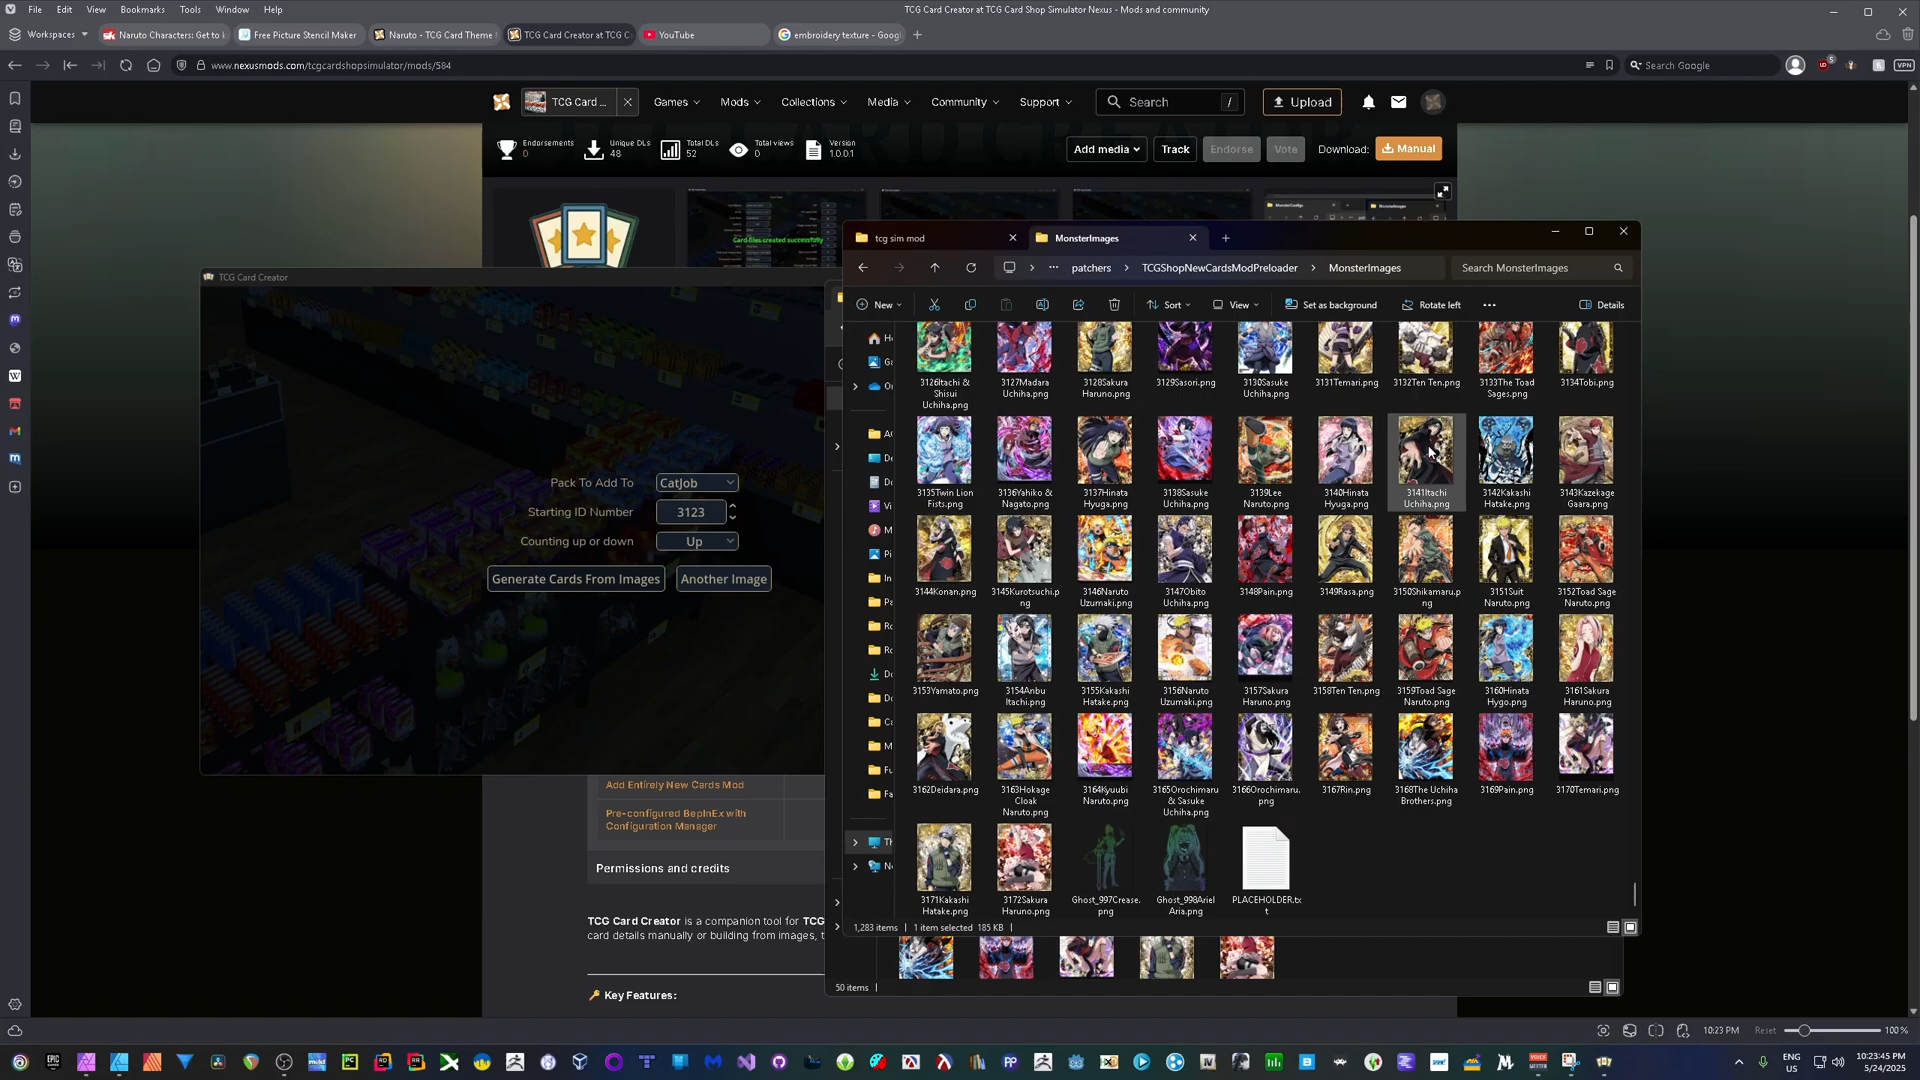 File Edit View Bookmarks Tools Window Help
TCG Card Creator at TCG Card Shop Simulator Nexus - Mods and community
Workspaces
Naruto Characters: Get to k
Free Picture Stencil Maker
Naruto - TCG Card Theme
TCG Card Creator at TCG C
YouTube
embroidery texture - Googl
www.nexusmods.com/tcgcardshopsimulator/mods/584
Search Google
VPN
TCG Card ...
Games
Mods
Collections
Media
Community
Support
Search
/
Upload
Endorsements
0
Unique DLs
48
Total DLs
52
Total views
0
Version
1.0.0.1
Add media
Track
Endorse
Vote
Download:
Manual
Card files created successfully
TCG Card Creator
Pack To Add To
CatJob
Starting ID Number
3123
Counting up or down
Up
Generate Cards From Images
Another Image
tcg sim mod
MonsterImages
patchers
TCGShopNewCardsModPreloader
MonsterImages
Search MonsterImages
New
Sort
View
Set as background
Rotate left
Details
3126Itachi & Shisui Uchiha.png
3127Madara Uchiha.png
3128Sakura Haruno.png
3129Sasori.png
3130Sasuke Uchiha.png
3131Temari.png
3132Ten Ten.png
3133The Toad Sages.png
3134Tobi.png
3135Twin Lion Fists.png
3136Yahiko & Nagato.png
3137Hinata Hyuga.png
3138Sasuke Uchiha.png
3139Lee Naruto.png
3140Hinata Hyuga.png
3141Itachi Uchiha.png
3142Kakashi Hatake.png
3143Kazekage Gaara.png
3144Konan.png
3145Kurotsuchi.png
3146Naruto Uzumaki.png
3147Obito Uchiha.png
3148Pain.png
3149Rasa.png
3150Shikamaru.png
3151Suit Naruto.png
3152Toad Sage Naruto.png
3153Yamato.png
3154Anbu Itachi.png
3155Kakashi Hatake.png
3156Naruto Uzumaki.png
3157Sakura Haruno.png
3158Ten Ten.png
3159Toad Sage Naruto.png
3160Hinata Hygo.png
3161Sakura Haruno.png
3162Deidara.png
3163Hokage Cloak Naruto.png
3164Kyuubi Naruto.png
3165Orochimaru & Sasuke Uchiha.png
3166Orochimaru.png
3167Rin.png
3168The Uchiha Brothers.png
3169Pain.png
3170Temari.png
3171Kakashi Hatake.png
3172Sakura Haruno.png
Ghost_997Crease.png
Ghost_998Ariel Aria.png
PLACEHOLDER.txt
1,283 items
1 item selected 185 KB
50 items
Add Entirely New Cards Mod
Pre-configured BepInEx with
Configuration Manager
Permissions and credits
TCG Card Creator is a companion tool for TCG
card details manually or building from images, t
Key Features:
10:23 PM
Reset
100 %
ENG
US
10:23:45 PM
5/24/2025